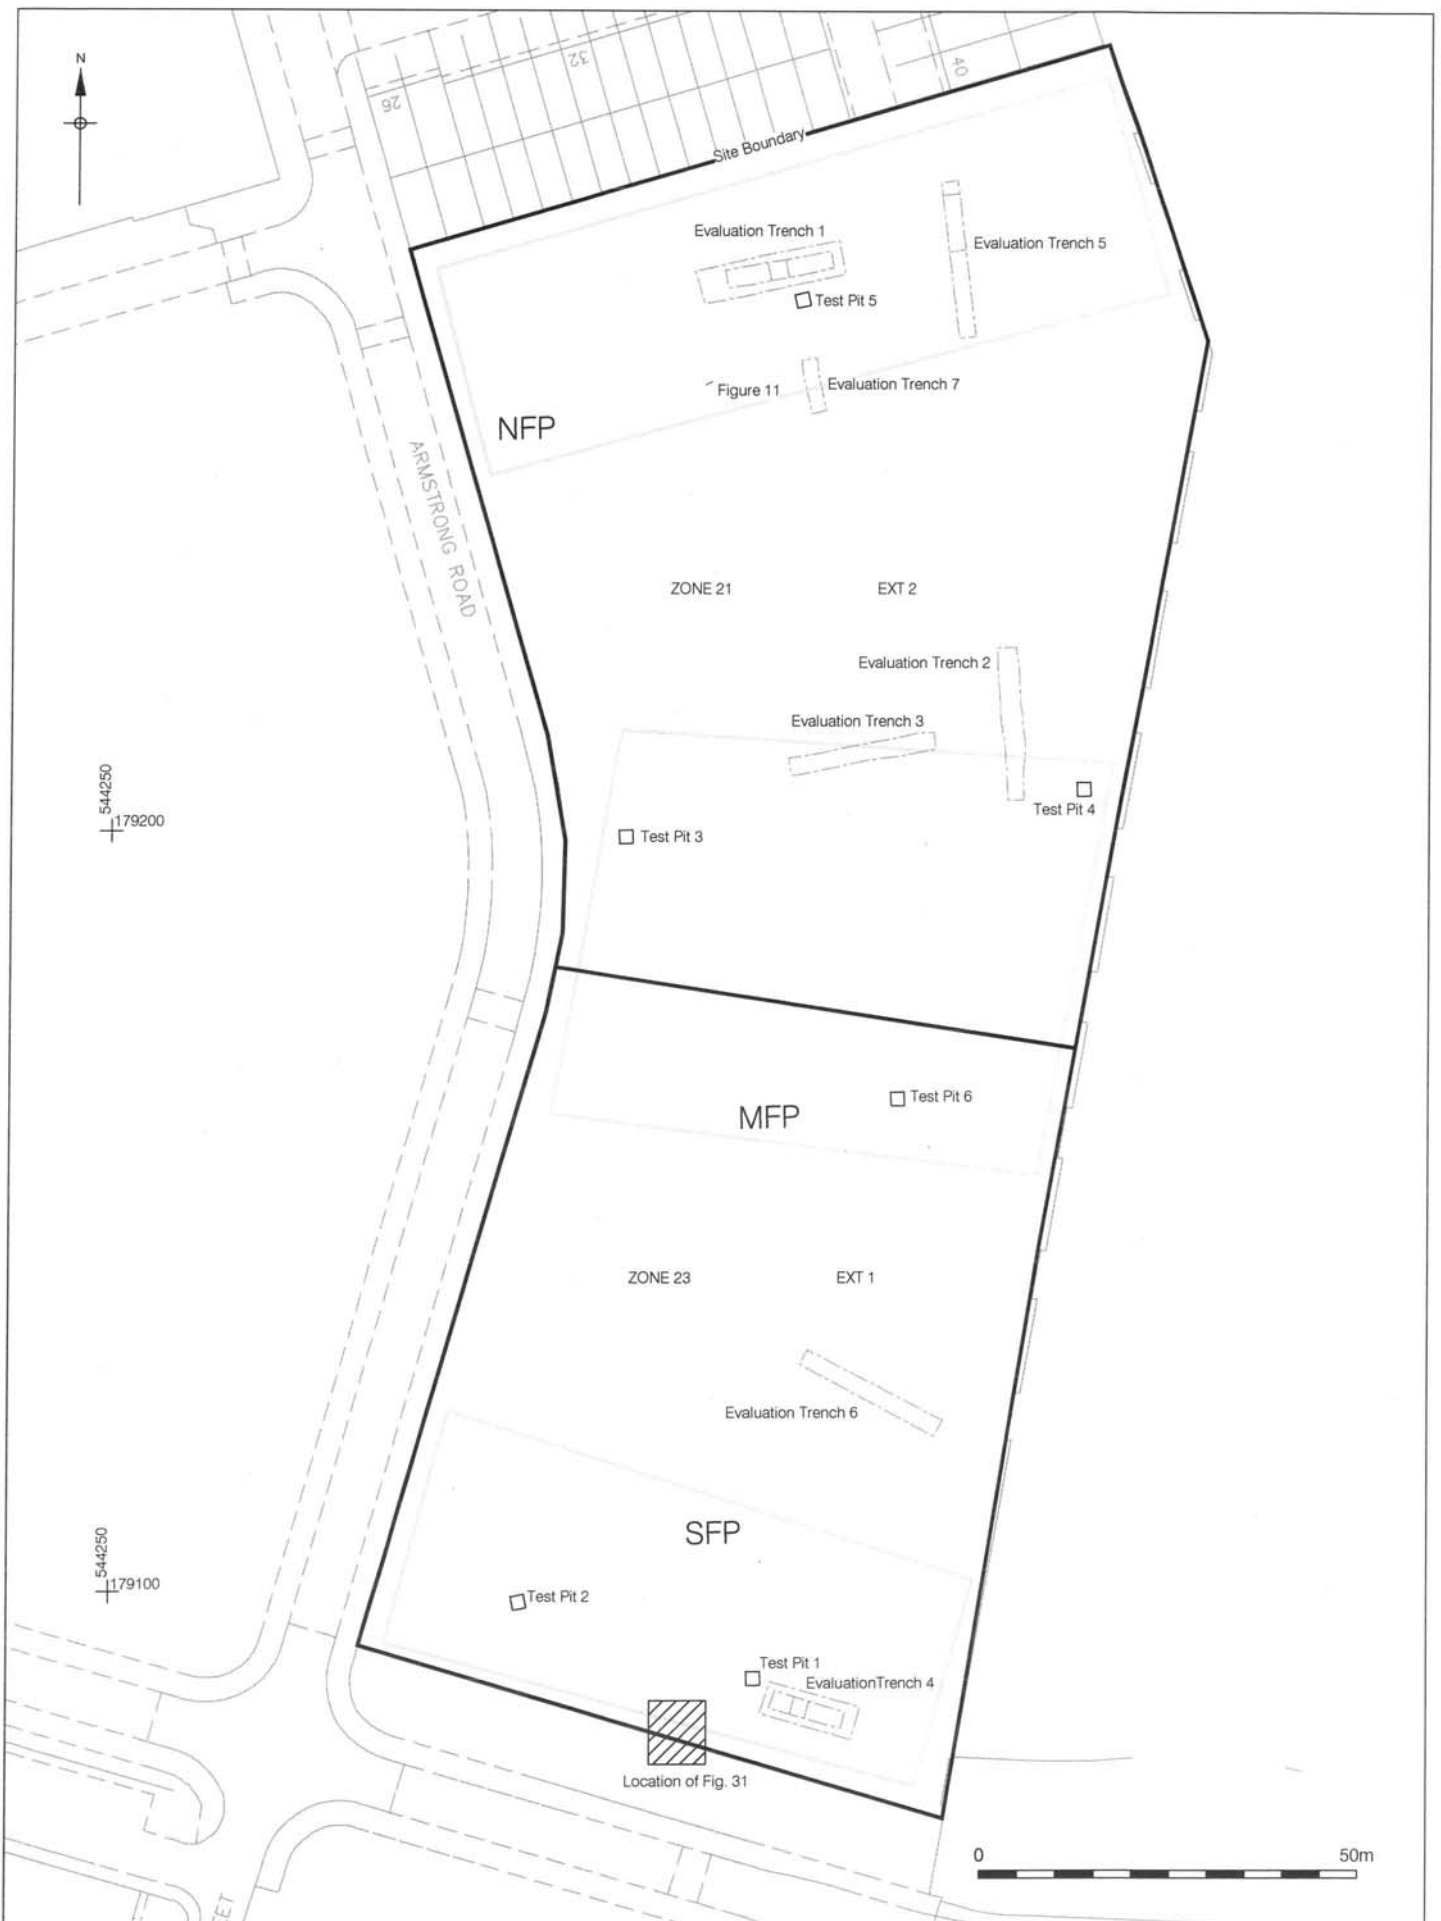 N
26
32
40
Site Boundary
Evaluation Trench 1
Evaluation Trench 5
Test Pit 5
Figure 11
Evaluation Trench 7
NFP
ARMSTRONG ROAD
ZONE 21
EXT 2
Evaluation Trench 2
Evaluation Trench 3
544250
179200
Test Pit 4
Test Pit 3
Test Pit 6
MFP
ZONE 23
EXT 1
Evaluation Trench 6
SFP
544250
179100
Test Pit 2
Test Pit 1
EvaluationTrench 4
Location of Fig. 31
0
50m